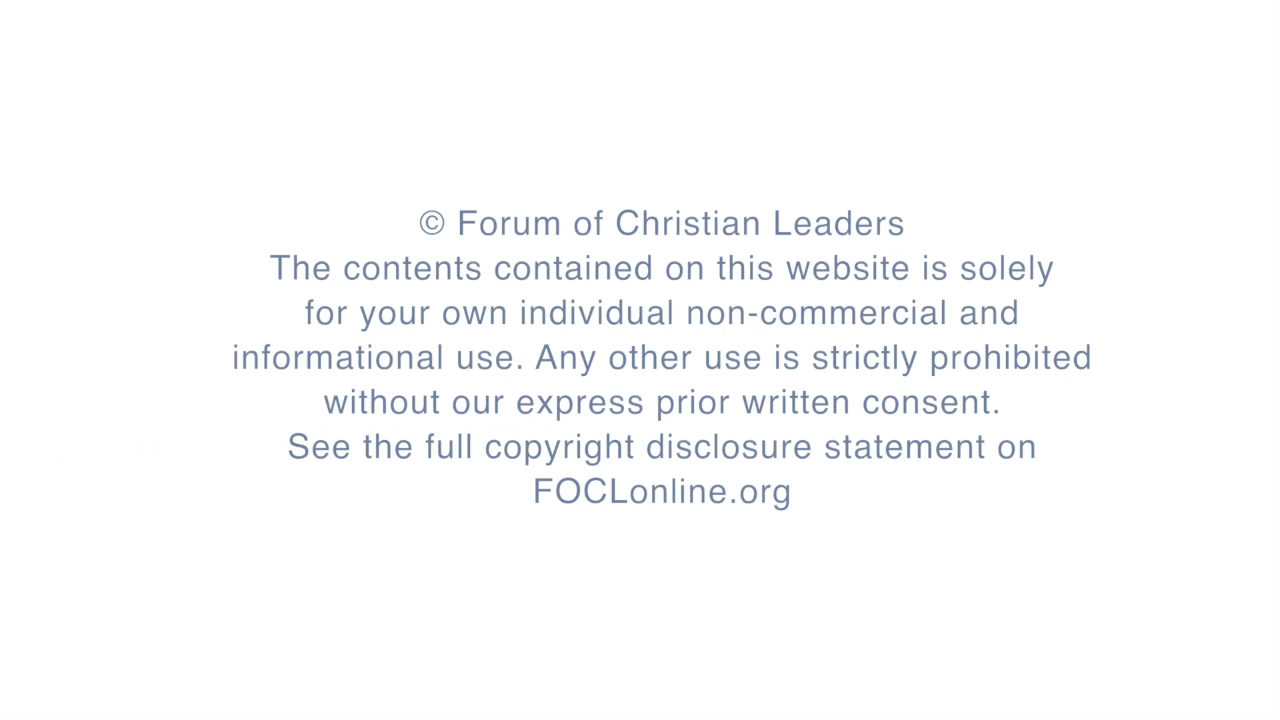 © Forum of Christian Leaders
The contents contained on this website is solely
for your own individual non-commercial and
informational use. Any other use is strictly prohibited
without our express prior written consent.
See the full copyright disclosure statement on
FOCLonline.org